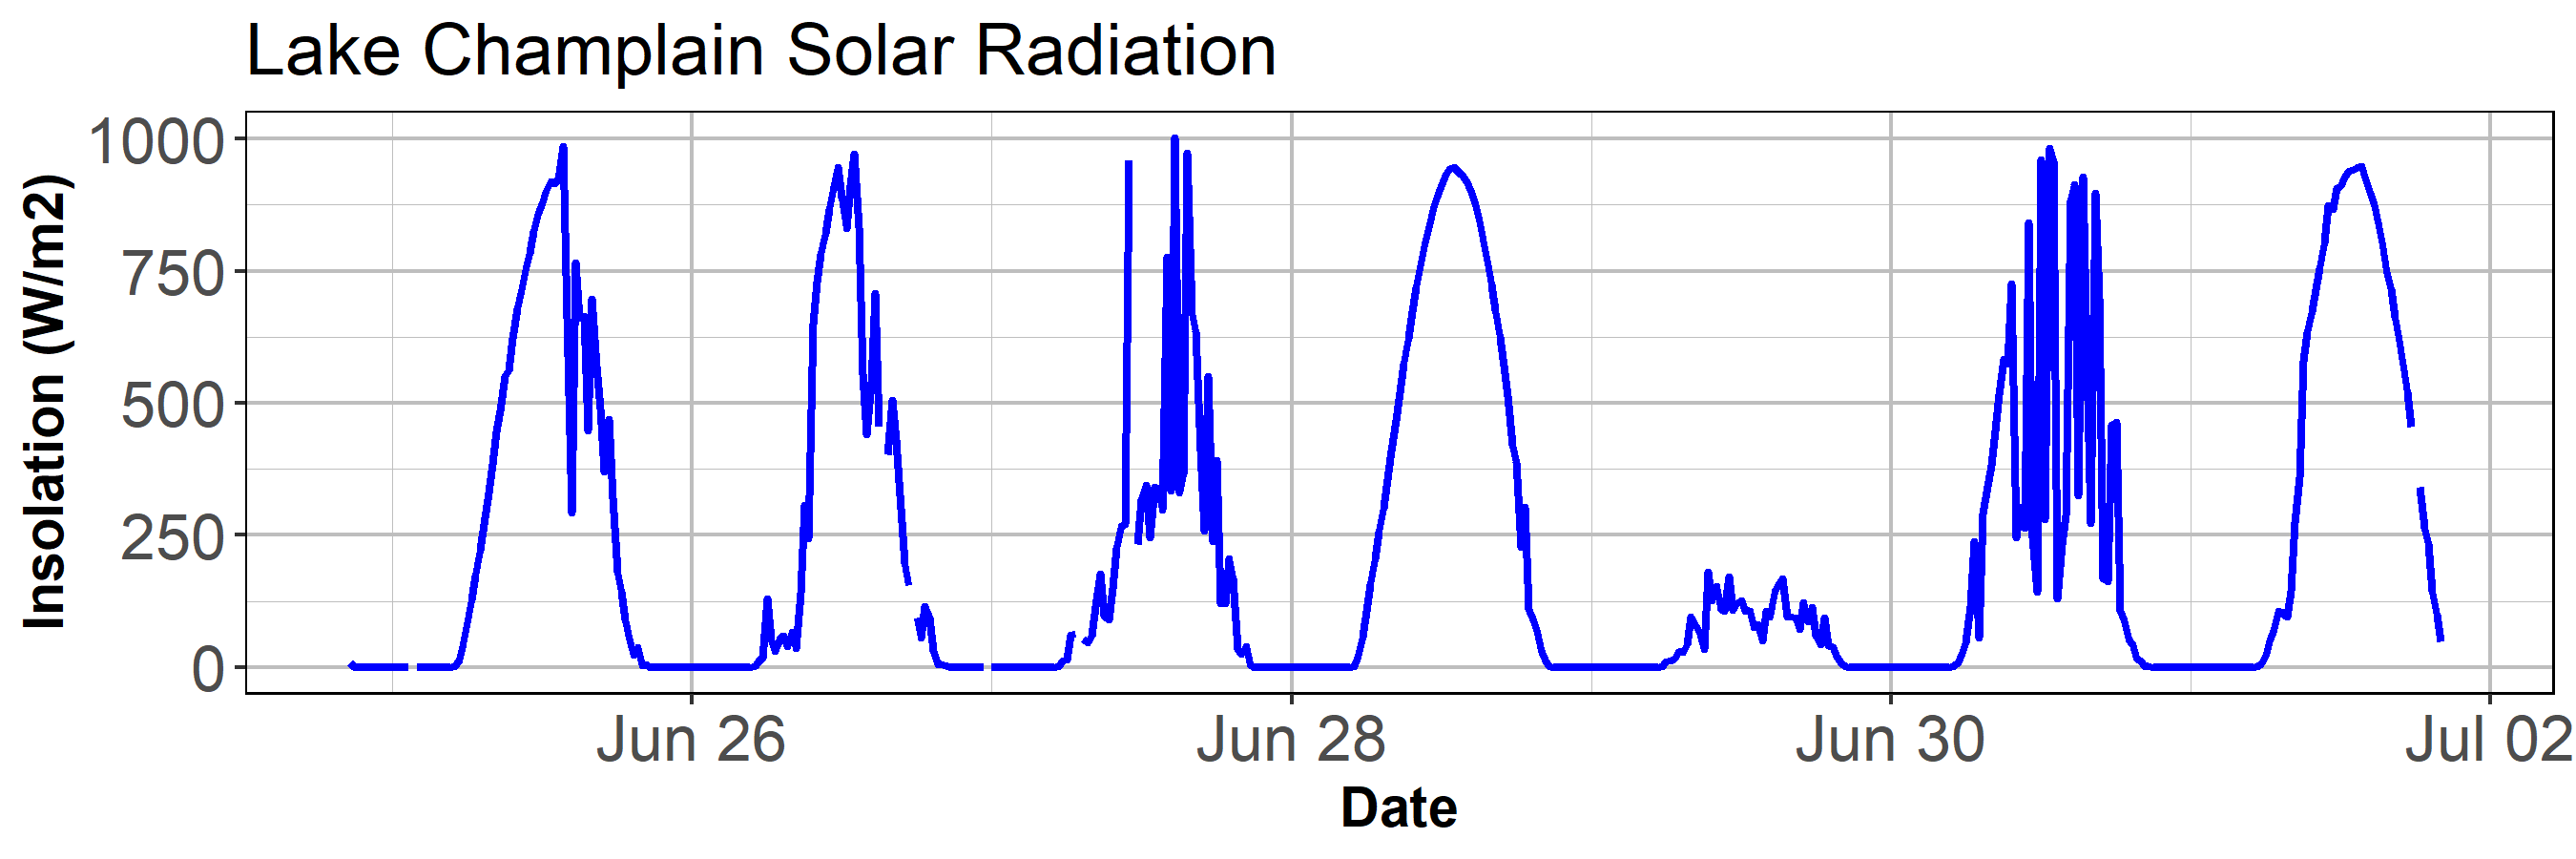 Lake Champlain Solar Radiation
Insolation (W/m2)
1000
750
500
250
0
Jun 26 Jun 28 Jun 30 Jul 02
Date